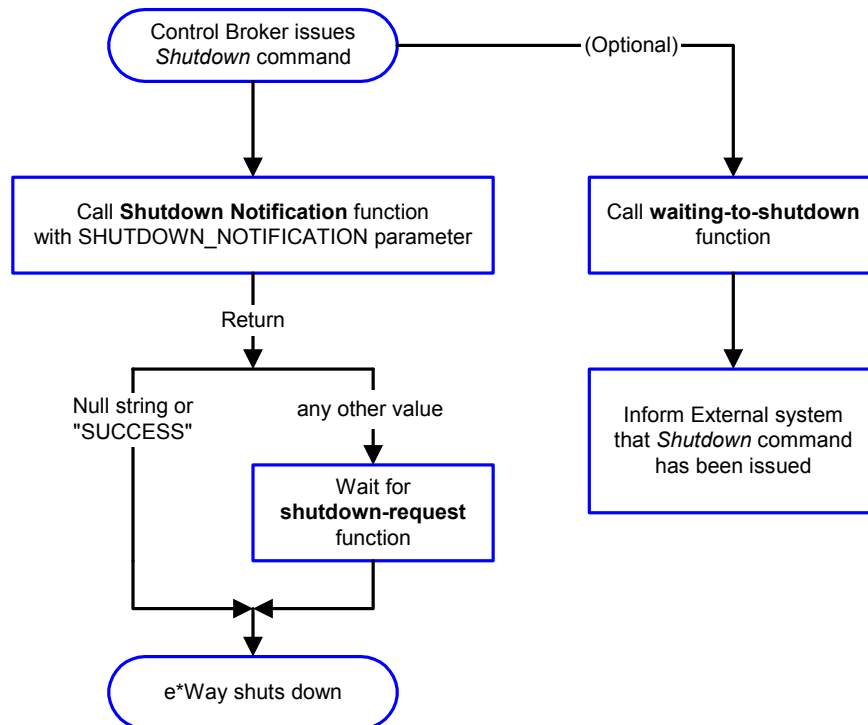 Control Broker issues
Shutdown command
(Optional)
Call Shutdown Notification function
with SHUTDOWN_NOTIFICATION parameter
Call waiting-to-shutdown
function
Return
Null string or
"SUCCESS"
any other value
Inform External system
that Shutdown command
has been issued
Wait for
shutdown-request
function
e*Way shuts down